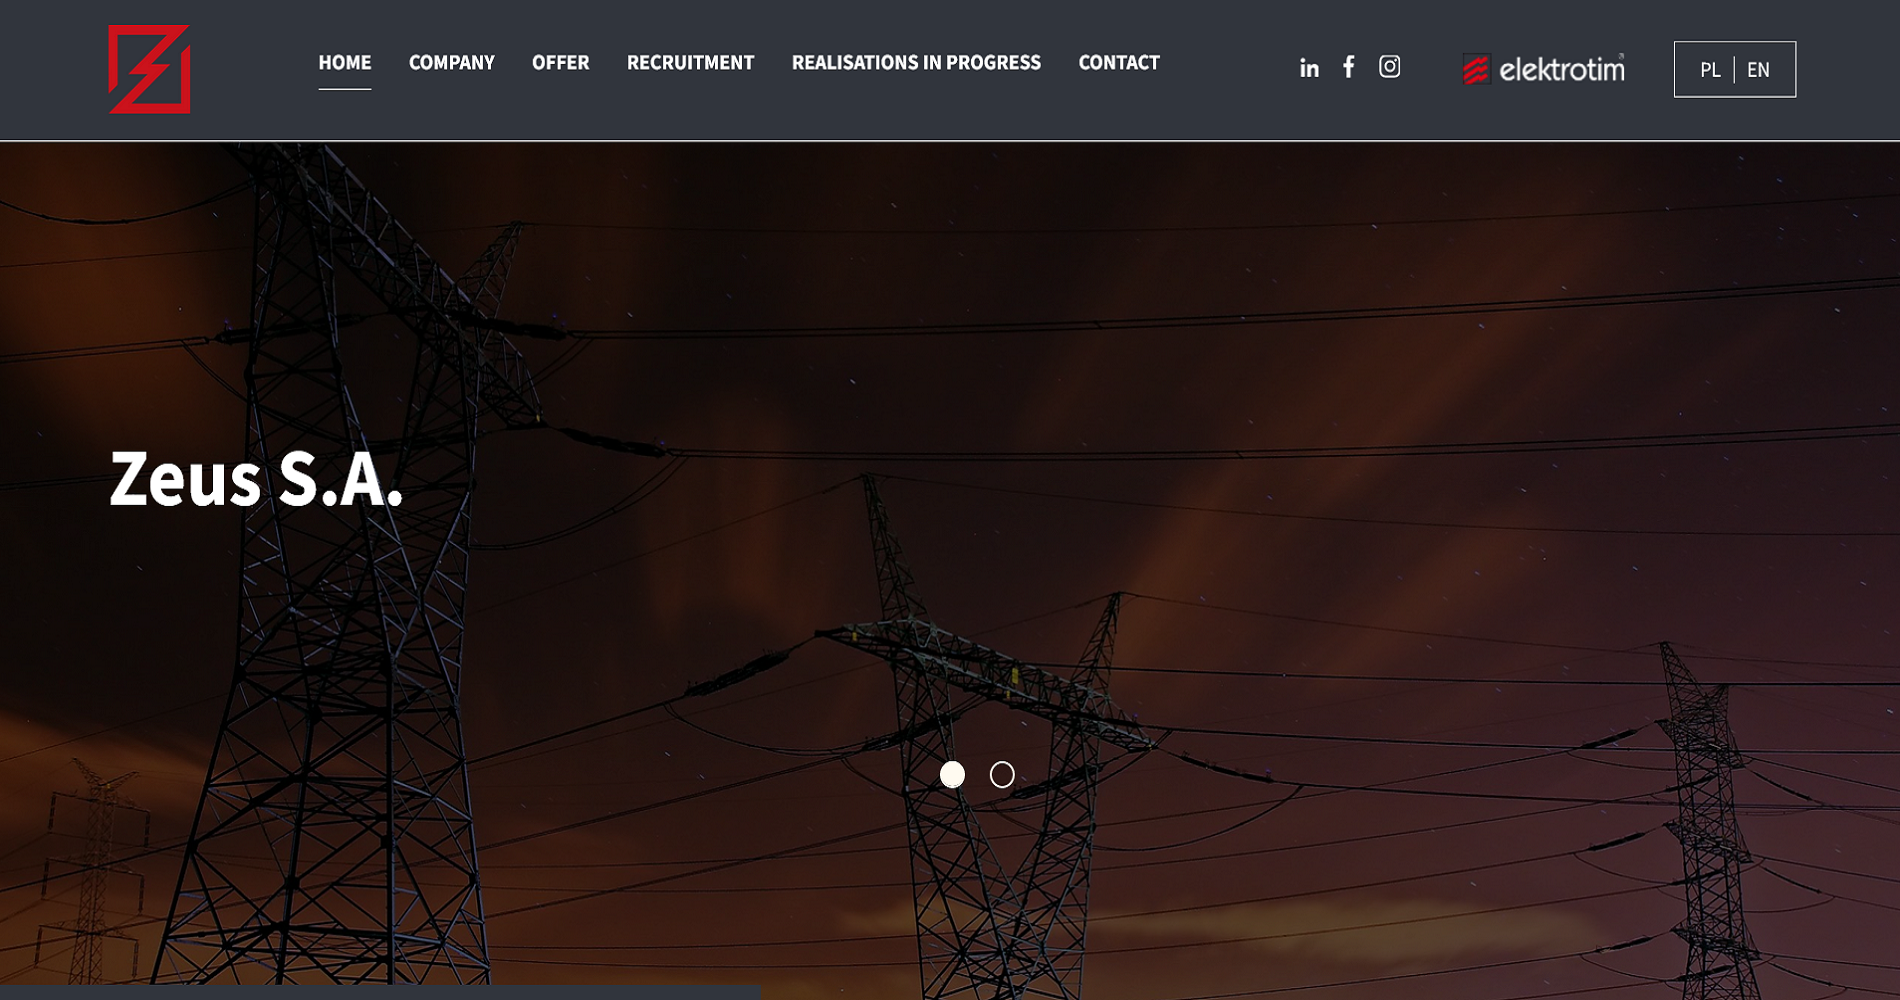 HOME COMPANY OFFER RECRUITMENT REALISATIONS IN PROGRESS CONTACT in f elektrotim PL | EN
Zeus S.A.